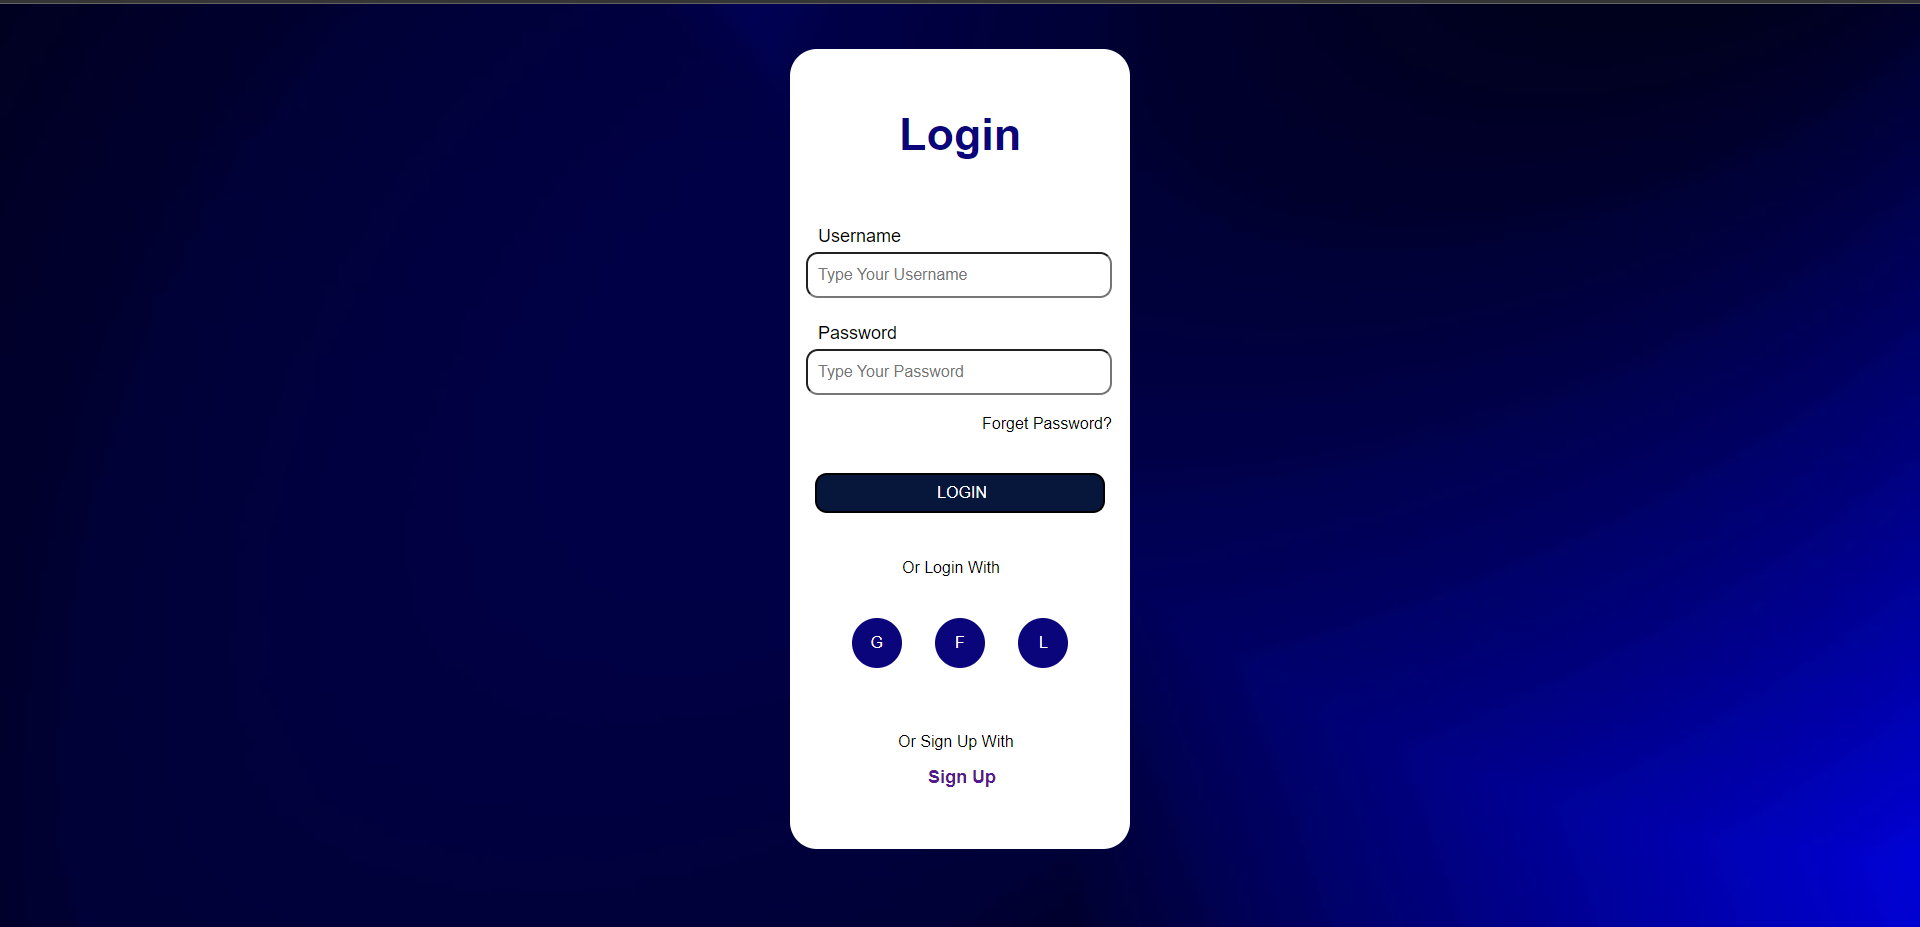 Login
Username
Type Your Username
Password
Type Your Password
Forget Password?
LOGIN
Or Login With
G F L
Or Sign Up With
Sign Up